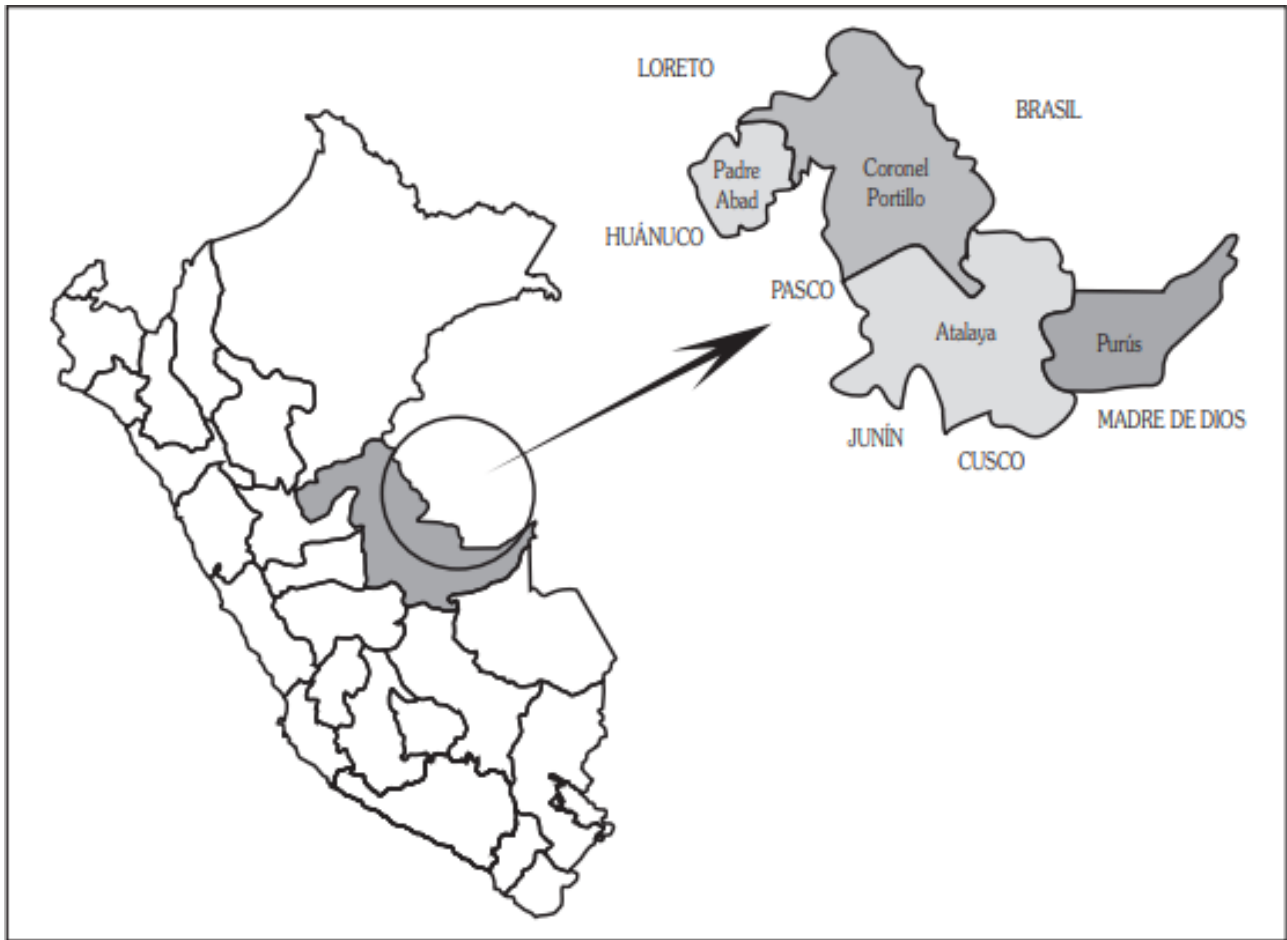 LORETO
BRASIL
Padre
Abad
Coronel
Portillo
HUÁNUCO
PASCO
Atalaya
Purús
JUNÍN
MADRE DE DIOS
CUSCO